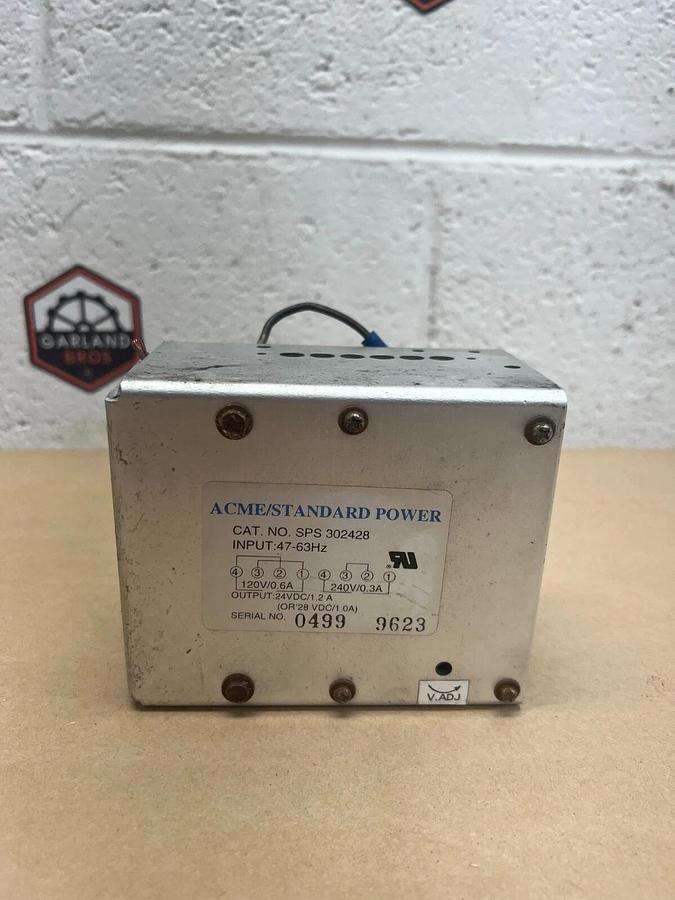 GARLAND
BROS
ACME/STANDARD POWER
CAT. NO. SPS 302428
INPUT:47-63Hz
④ ③ ② ① ④ ③ ② ①
120V/0.6A 240V/0.3A
OUTPUT:24VDC/1.2 A
(OR'28 VDC/1.0A)
SERIAL NO. 0499 9623
V.ADJ